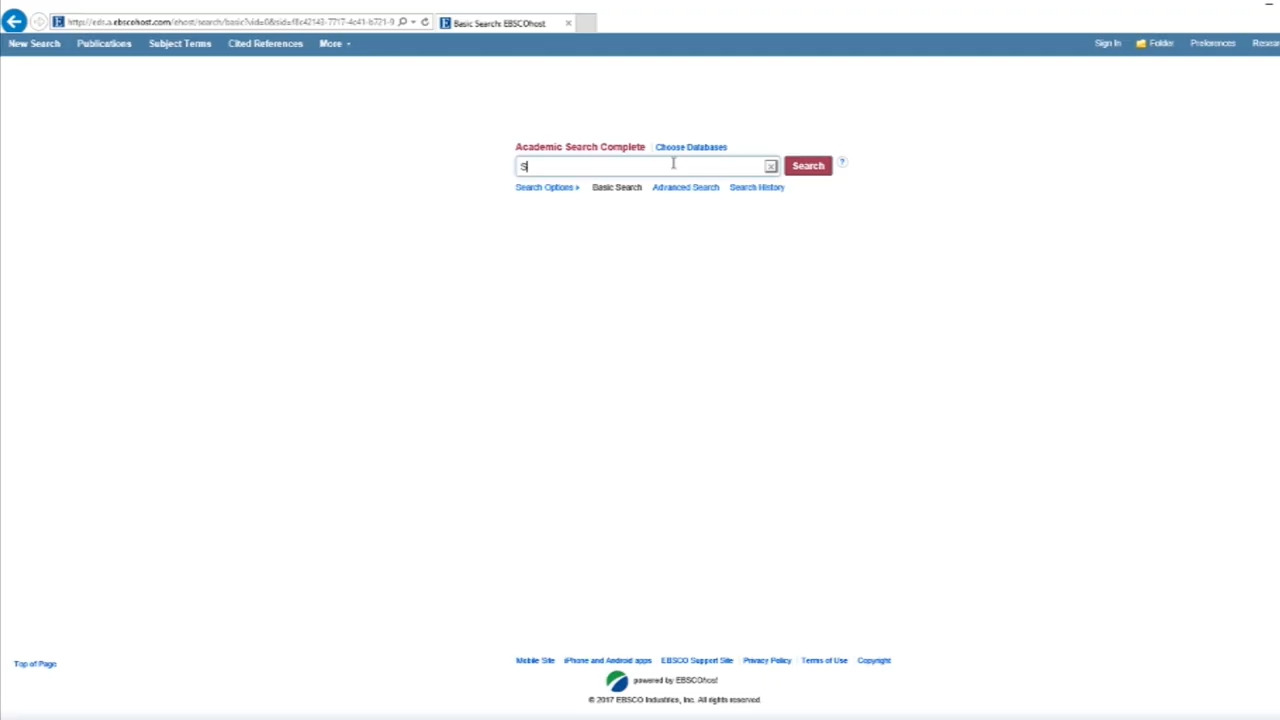 Basic Search: EBSCOhost
New Search Publications Subject Terms Cited References More Sign In Folder Preferences
Academic Search Complete Choose Databases
S Search ?
Search Options Basic Search Advanced Search Search History
Top of Page Mobile Site iPhone and Android apps EBSCO Support Site Privacy Policy Terms of Use Copyright
powered by EBSCOhost
© 2017 EBSCO Industries, Inc. All rights reserved.